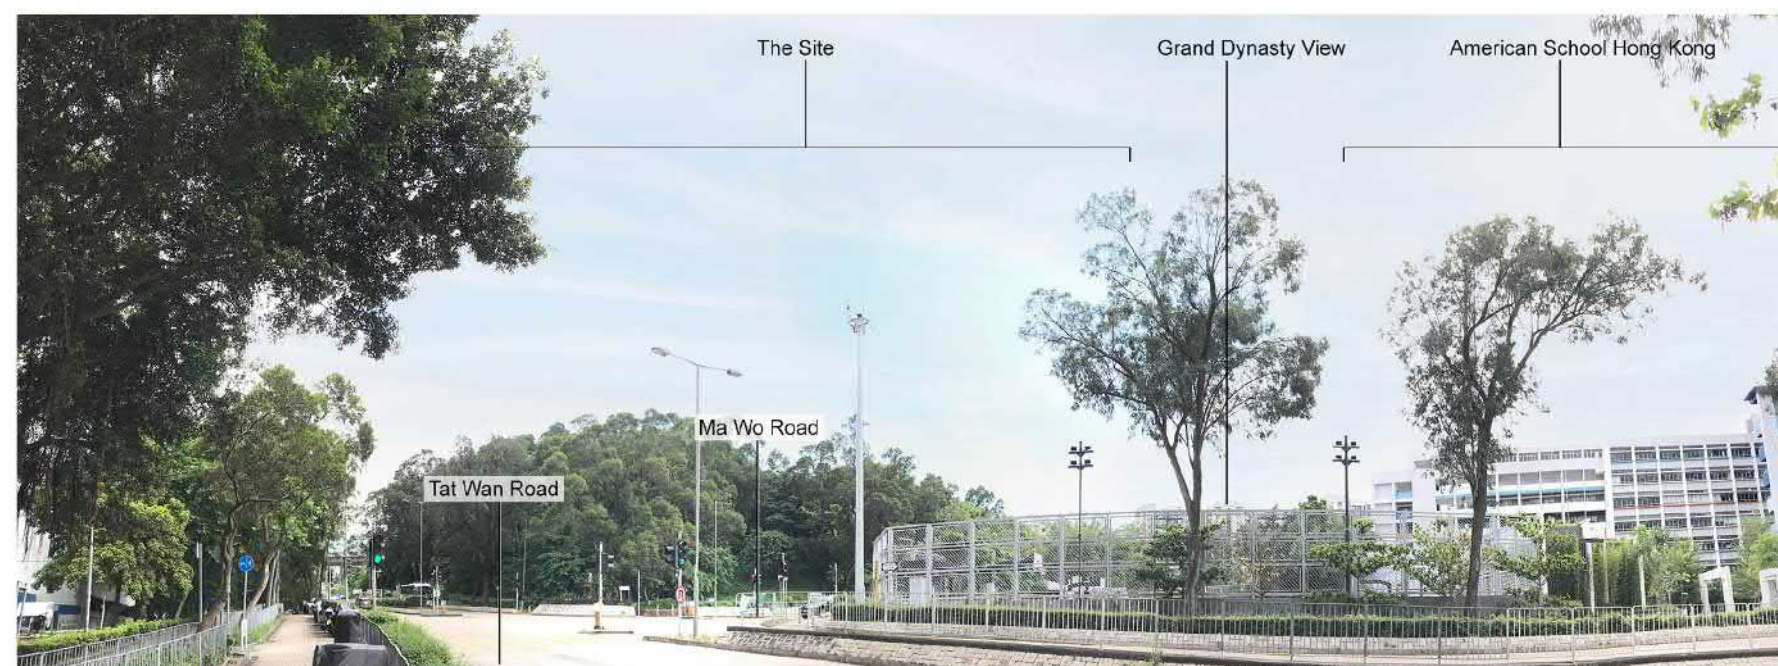 The Site
Grand Dynasty View
American School Hong Kong
Ma Wo Road
Tat Wan Road